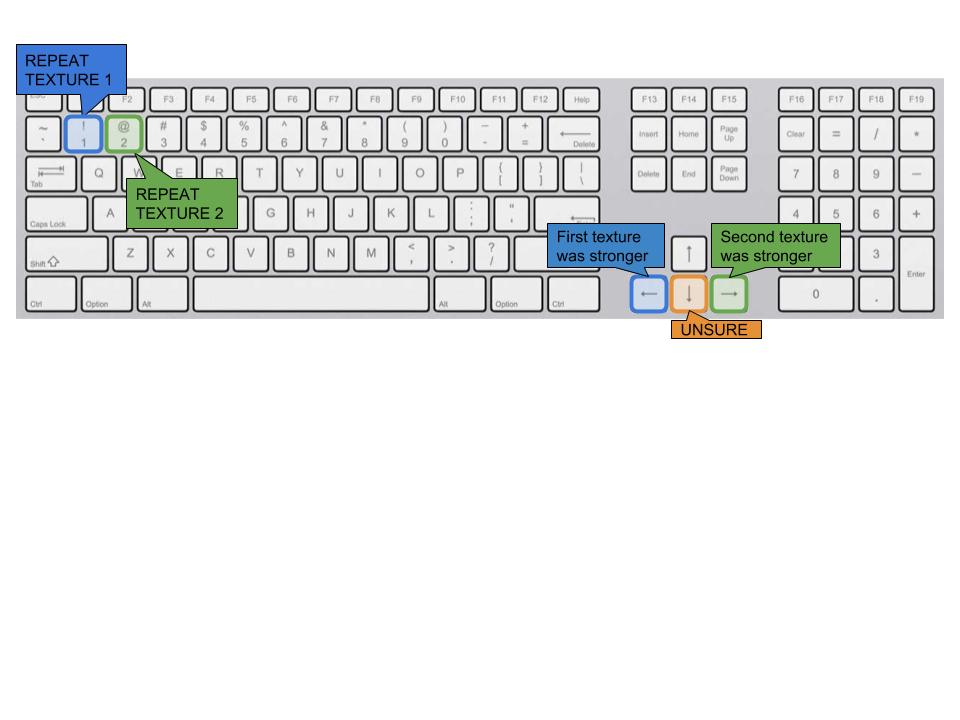 REPEAT
TEXTURE 1
F2 F3 F4 F5 F6 F7 F8 F9 F10 F11 F12 Help F13 F14 F15 F16 F17 F18 F19
~ ! @ # $ % ^ & * ( ) – +
` 1 2 3 4 5 6 7 8 9 0 - = Delete Insert Home Page Up Clear = / *
Tab Q W E R T Y U I O P { [ } ] | \ Delete End Page Down 7 8 9 –
REPEAT
TEXTURE 2
Caps Lock A G H J K L : ; “ ‘ 4 5 6 +
First texture
was stronger
Second texture
was stronger
Shift Z X C V B N M < , > . ? / ↑ 3 Enter
Ctrl Option Alt Alt Option Ctrl ← ↓ → 0 .
UNSURE